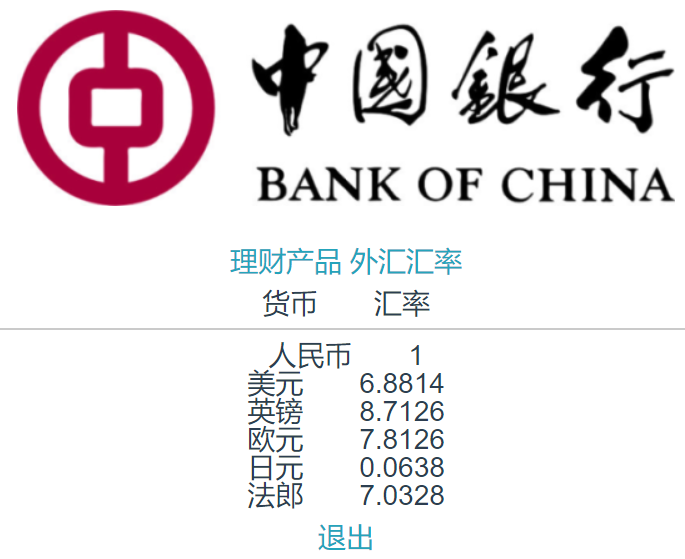 中國銀行
BANK OF CHINA
理财产品 外汇汇率
货币 汇率
人民币 1
美元 6.8814
英镑 8.7126
欧元 7.8126
日元 0.0638
法郎 7.0328
退出